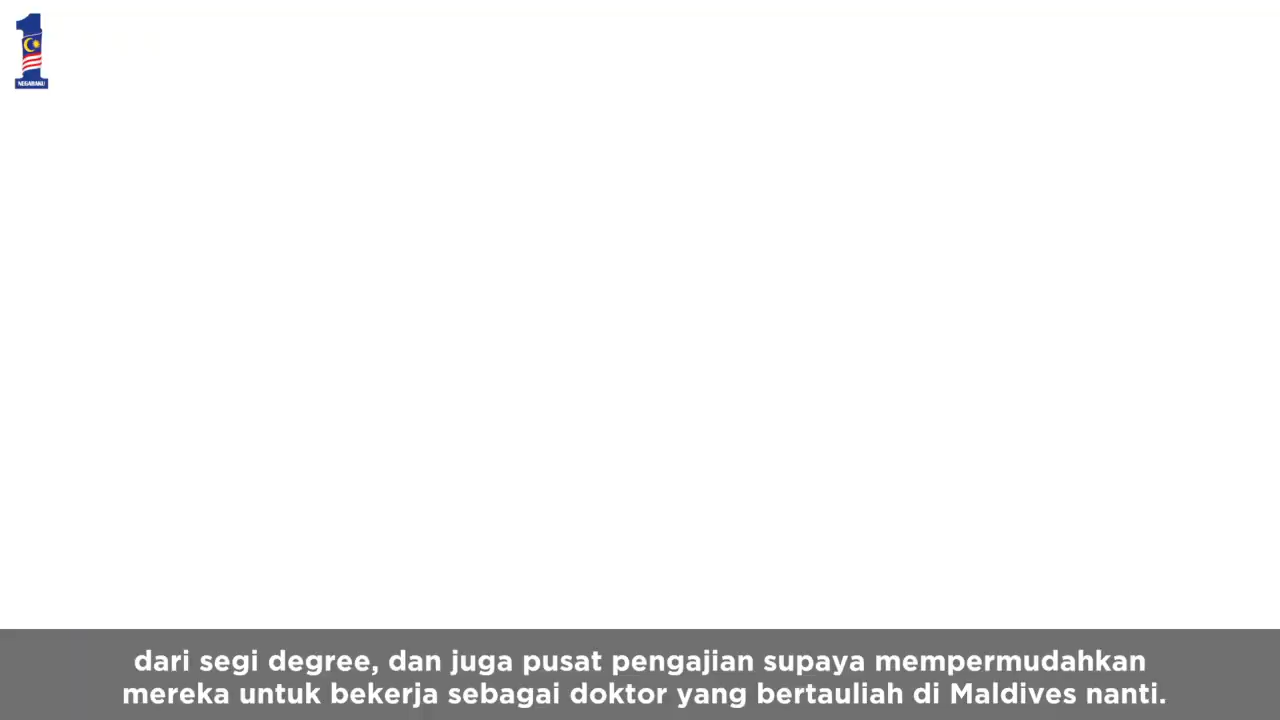 NEGARAKU
dari segi degree, dan juga pusat pengajian supaya mempermudahkan
mereka untuk bekerja sebagai doktor yang bertauliah di Maldives nanti.